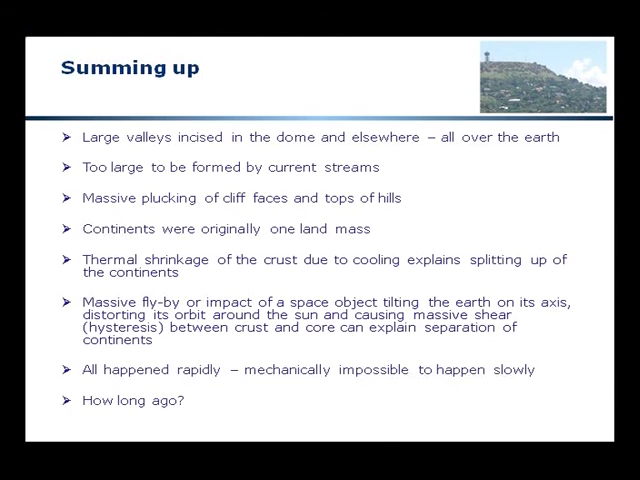 Summing up
➢ Large valleys incised in the dome and elsewhere – all over the earth
➢ Too large to be formed by current streams
➢ Massive plucking of cliff faces and tops of hills
➢ Continents were originally one land mass
➢ Thermal shrinkage of the crust due to cooling explains splitting up of
the continents
➢ Massive fly-by or impact of a space object tilting the earth on its axis,
distorting its orbit around the sun and causing massive shear
(hysteresis) between crust and core can explain separation of
continents
➢ All happened rapidly – mechanically impossible to happen slowly
➢ How long ago?